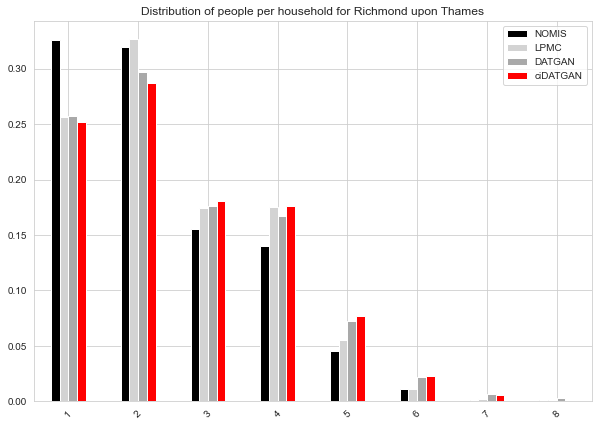 Distribution of people per household for Richmond upon Thames
NOMIS
LPMC
DATGAN
ciDATGAN
0.30
0.25
0.20
0.15
0.10
0.05
0.00
1 2 3 4 5 6 7 8